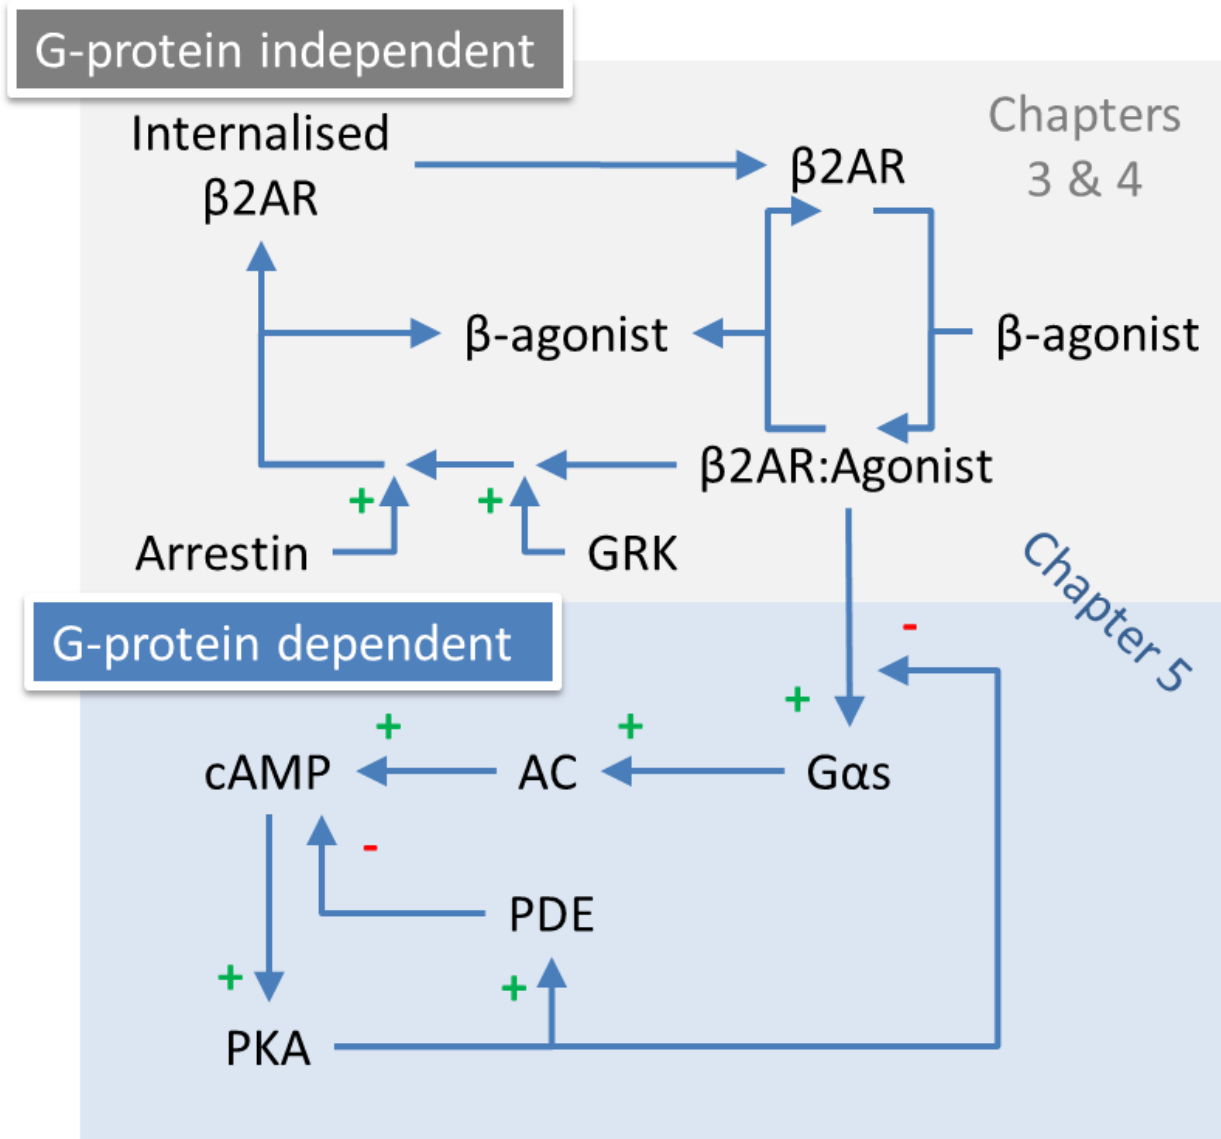 G-protein independent
Chapters
3 & 4
Internalised
β2AR
β2AR
β-agonist
β-agonist
β2AR:Agonist
+
+
Arrestin
GRK
Chapter 5
G-protein dependent
-
+
+
+
cAMP
AC
Gαs
-
PDE
+
+
PKA